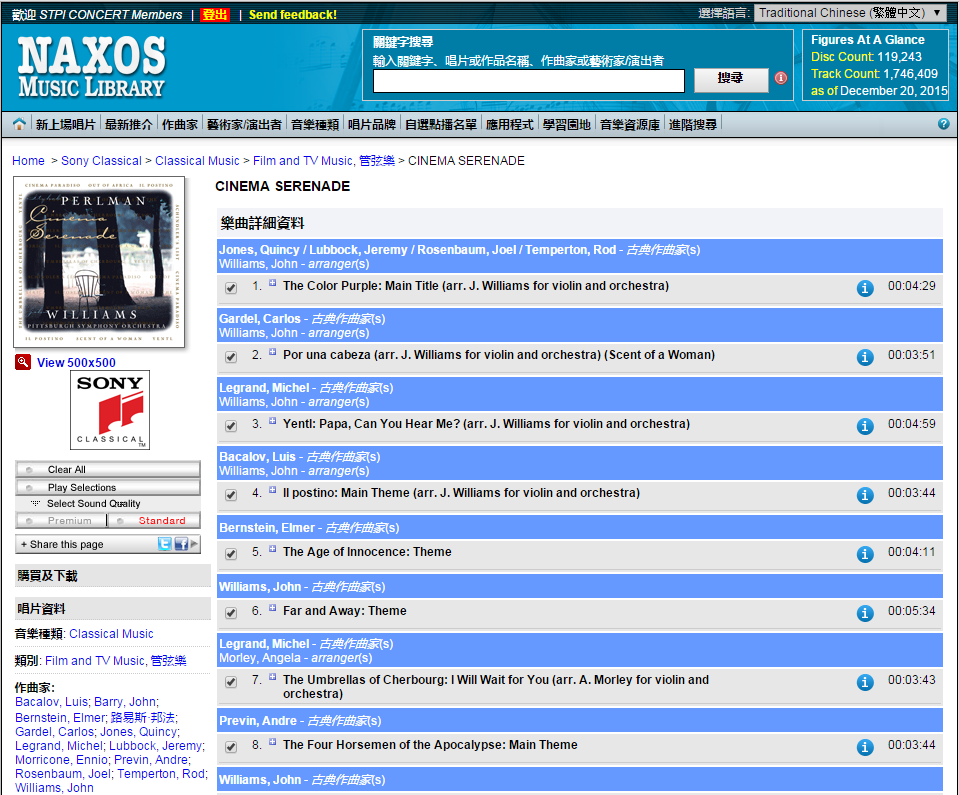 歡迎 STPI CONCERT Members | 登出 | Send feedback!
選擇語言: Traditional Chinese (繁體中文) ▼
NAXOS
MUSIC LIBRARY
關鍵字搜尋
輸入關鍵字、唱片或作品名稱、作曲家或藝術家/演出者
搜尋
Figures At A Glance
Disc Count: 119,243
Track Count: 1,746,409
as of December 20, 2015
新上場唱片 | 最新推介 | 作曲家 | 藝術家/演出者 | 音樂種類 | 唱片品牌 | 自選點播名單 | 應用程式 | 學習園地 | 音樂資源庫 | 進階搜尋
Home > Sony Classical > Classical Music > Film and TV Music, 管弦樂 > CINEMA SERENADE
CINEMA PARADISO OUT OF AFRICA IL POSTINO
PERLMAN
Cinema
Serenade
WILLIAMS
PITTSBURGH SYMPHONY ORCHESTRA
IL POSTINO SCENT OF A WOMAN YENTL
View 500x500
SONY
CLASSICAL
TM
Clear All
Play Selections
Select Sound Quality
Premium | Standard
+ Share this page
購買及下載
唱片資料
音樂種類: Classical Music
類別: Film and TV Music, 管弦樂
作曲家:
Bacalov, Luis; Barry, John;
Bernstein, Elmer; 路易斯·邦法;
Gardel, Carlos; Jones, Quincy;
Legrand, Michel; Lubbock, Jeremy;
Morricone, Ennio; Previn, Andre;
Rosenbaum, Joel; Temperton, Rod;
Williams, John
CINEMA SERENADE
樂曲詳細資料
Jones, Quincy / Lubbock, Jeremy / Rosenbaum, Joel / Temperton, Rod - 古典作曲家(s)
Williams, John - arranger(s)
1. The Color Purple: Main Title (arr. J. Williams for violin and orchestra) 00:04:29
Gardel, Carlos - 古典作曲家(s)
Williams, John - arranger(s)
2. Por una cabeza (arr. J. Williams for violin and orchestra) (Scent of a Woman) 00:03:51
Legrand, Michel - 古典作曲家(s)
Williams, John - arranger(s)
3. Yentl: Papa, Can You Hear Me? (arr. J. Williams for violin and orchestra) 00:04:59
Bacalov, Luis - 古典作曲家(s)
Williams, John - arranger(s)
4. Il postino: Main Theme (arr. J. Williams for violin and orchestra) 00:03:44
Bernstein, Elmer - 古典作曲家(s)
5. The Age of Innocence: Theme 00:04:11
Williams, John - 古典作曲家(s)
6. Far and Away: Theme 00:05:34
Legrand, Michel - 古典作曲家(s)
Morley, Angela - arranger(s)
7. The Umbrellas of Cherbourg: I Will Wait for You (arr. A. Morley for violin and
orchestra) 00:03:43
Previn, Andre - 古典作曲家(s)
8. The Four Horsemen of the Apocalypse: Main Theme 00:03:44
Williams, John - 古典作曲家(s)